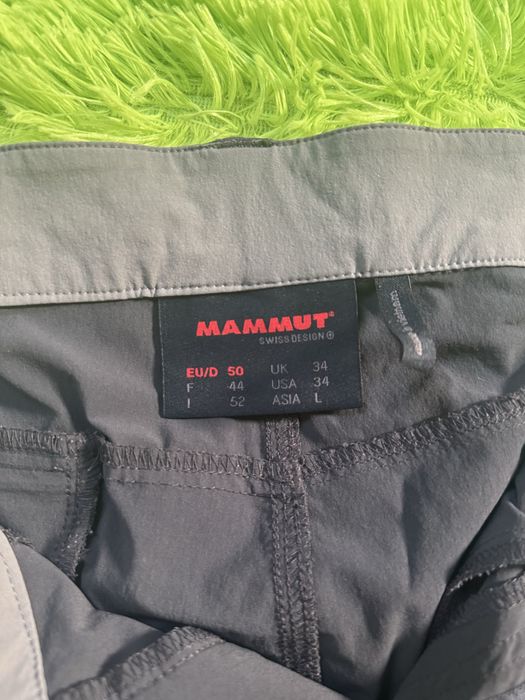 MAMMUT®
SWISS DESIGN
EU/D 50 UK 34
F 44 USA 34
I 52 ASIA L